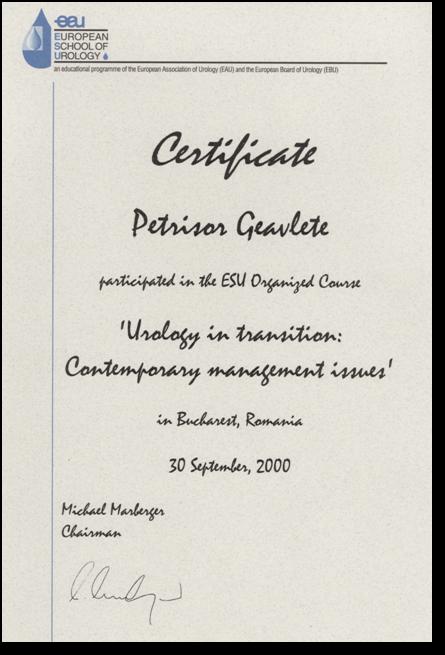 eau
EUROPEAN
SCHOOL OF
UROLOGY
an educational programme of the European Association of Urology (EAU) and the European Board of Urology (EBU)
Certificate
Petrisor Geavlete
participated in the ESU Organized Course
'Urology in transition:
Contemporary management issues'
in Bucharest, Romania
30 September, 2000
Michael Marberger
Chairman